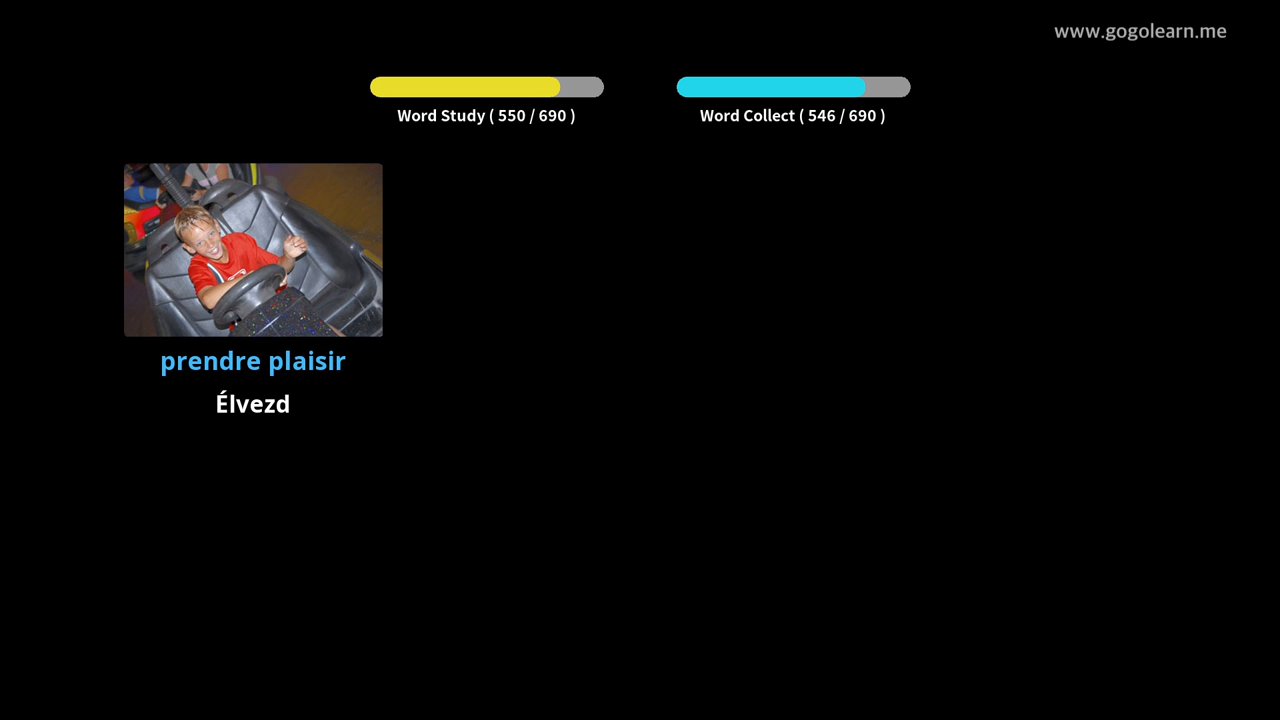 www.gogolearn.me
Word Study ( 550 / 690 )
Word Collect ( 546 / 690 )
prendre plaisir
Élvezd